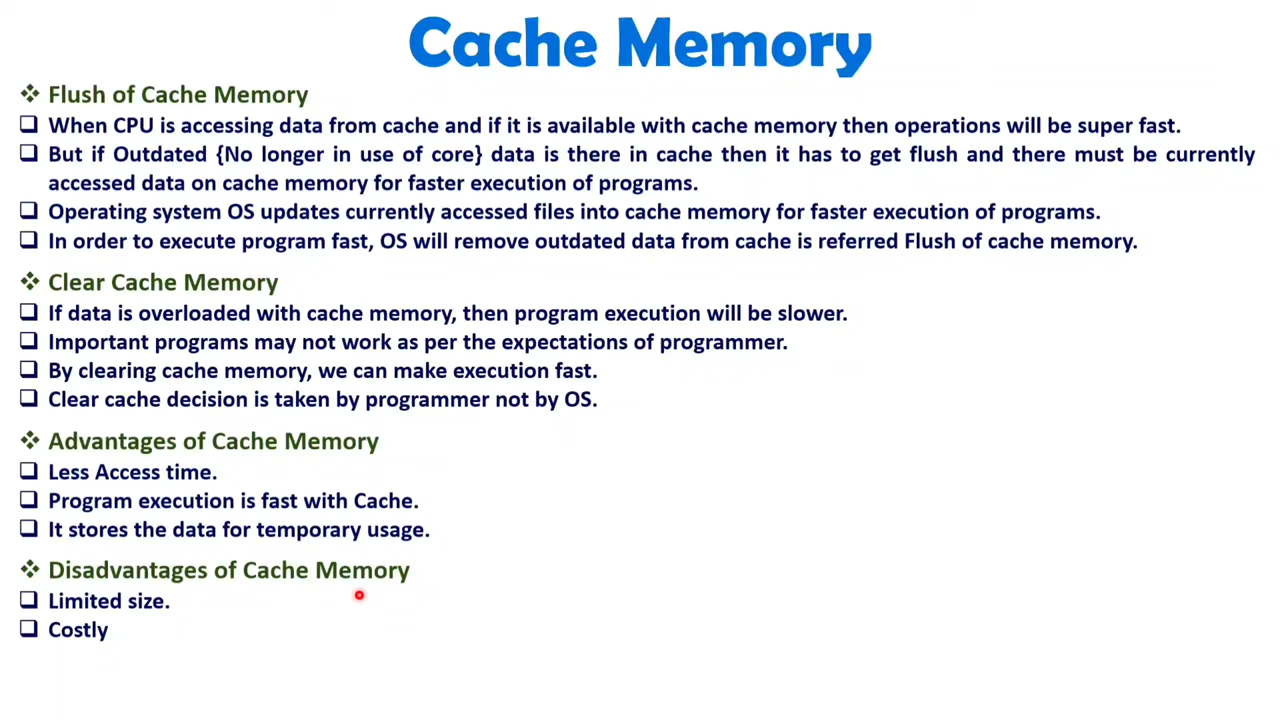 Cache Memory
❖ Flush of Cache Memory
❑ When CPU is accessing data from cache and if it is available with cache memory then operations will be super fast.
❑ But if Outdated {No longer in use of core} data is there in cache then it has to get flush and there must be currently
accessed data on cache memory for faster execution of programs.
❑ Operating system OS updates currently accessed files into cache memory for faster execution of programs.
❑ In order to execute program fast, OS will remove outdated data from cache is referred Flush of cache memory.
❖ Clear Cache Memory
❑ If data is overloaded with cache memory, then program execution will be slower.
❑ Important programs may not work as per the expectations of programmer.
❑ By clearing cache memory, we can make execution fast.
❑ Clear cache decision is taken by programmer not by OS.
❖ Advantages of Cache Memory
❑ Less Access time.
❑ Program execution is fast with Cache.
❑ It stores the data for temporary usage.
❖ Disadvantages of Cache Memory
❑ Limited size.
❑ Costly